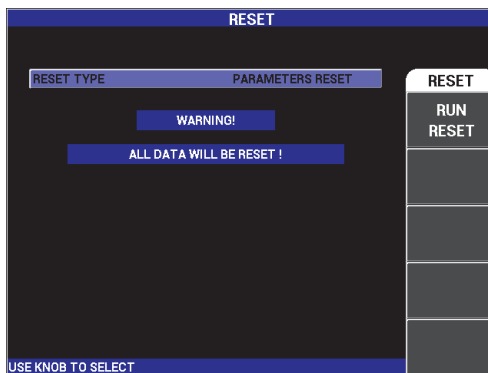 RESET
RESET TYPE PARAMETERS RESET
WARNING!
ALL DATA WILL BE RESET !
RESET
RUN
RESET
USE KNOB TO SELECT